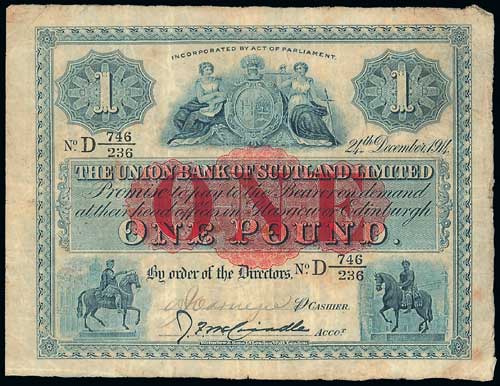 INCORPORATED BY ACT OF PARLIAMENT.
1 1
No D 746/236 24th December, 1914.
THE UNION BANK OF SCOTLAND LIMITED
Promise to pay to the Bearer on demand
at their head offices in Glasgow or Edinburgh
ONE
ONE POUND.
By order of the Directors. No D 746/236
P CASHIER.
ACCOT.